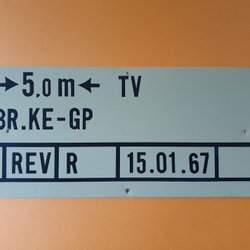 →5,0 m← TV
BR.KE-GP
REV R 15.01.67